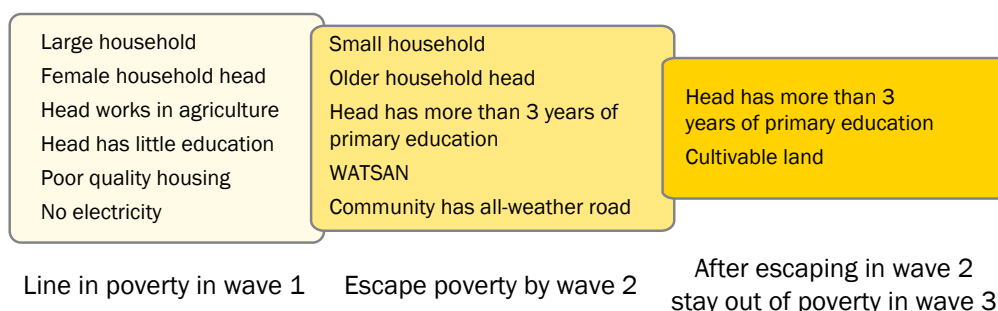 Large household
Female household head
Head works in agriculture
Head has little education
Poor quality housing
No electricity
Small household
Older household head
Head has more than 3 years of
primary education
WATSAN
Community has all-weather road
Head has more than 3
years of primary education
Cultivable land
Line in poverty in wave 1
Escape poverty by wave 2
After escaping in wave 2
stay out of poverty in wave 3